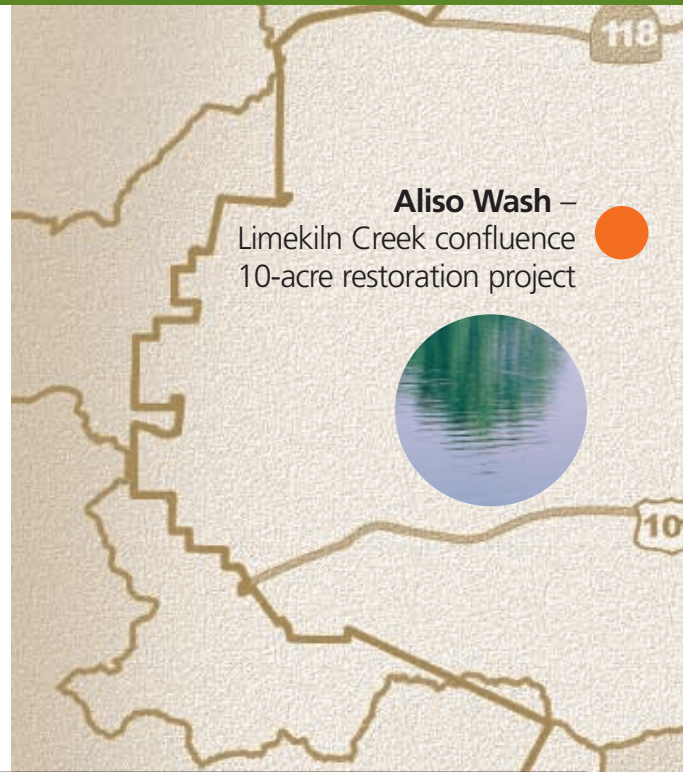 118
Aliso Wash –
Limekiln Creek confluence
10-acre restoration project
10